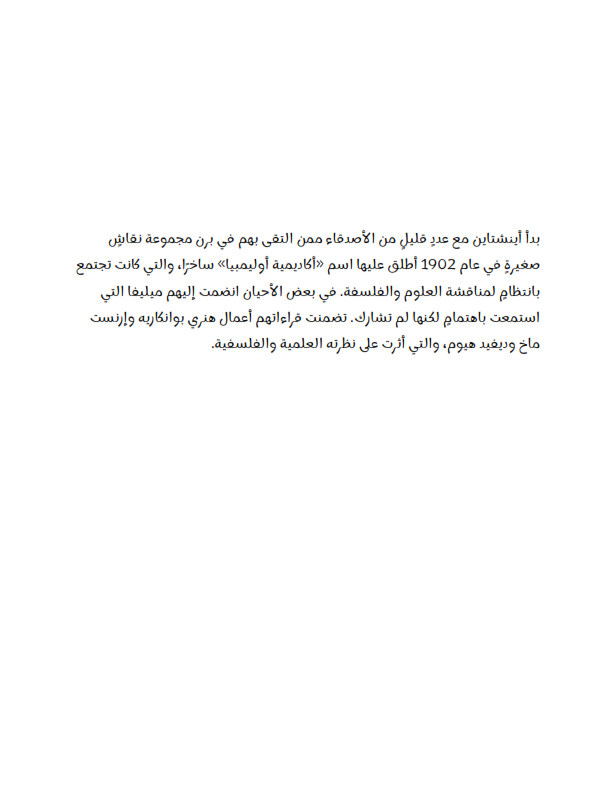 بدأ أينشتاين مع عددٍ قليلٍ من الأصدقاء ممن التقى بهم في برن مجموعة نقاشٍ
صغيرةٍ في عام 1902 أطلق عليها اسم «أكاديمية أوليمبيا» ساخرًا، والتي كانت تجتمع
بانتظامٍ لمناقشة العلوم والفلسفة. في بعض الأحيان انضمت إليهم ميليفا التي
استمعت باهتمامٍ لكنها لم تشارك. تضمنت قراءاتهم أعمال هنري بوانكاريه وإرنست
ماخ وديفيد هيوم، والتي أثرت على نظرته العلمية والفلسفية.